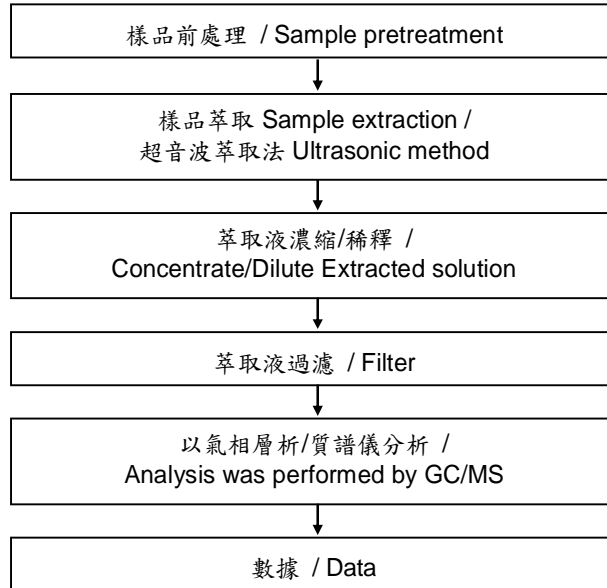 樣品前處理 / Sample pretreatment
樣品萃取 Sample extraction /
超音波萃取法 Ultrasonic method
萃取液濃縮/稀釋 /
Concentrate/Dilute Extracted solution
萃取液過濾 / Filter
以氣相層析/質譜儀分析 /
Analysis was performed by GC/MS
數據 / Data